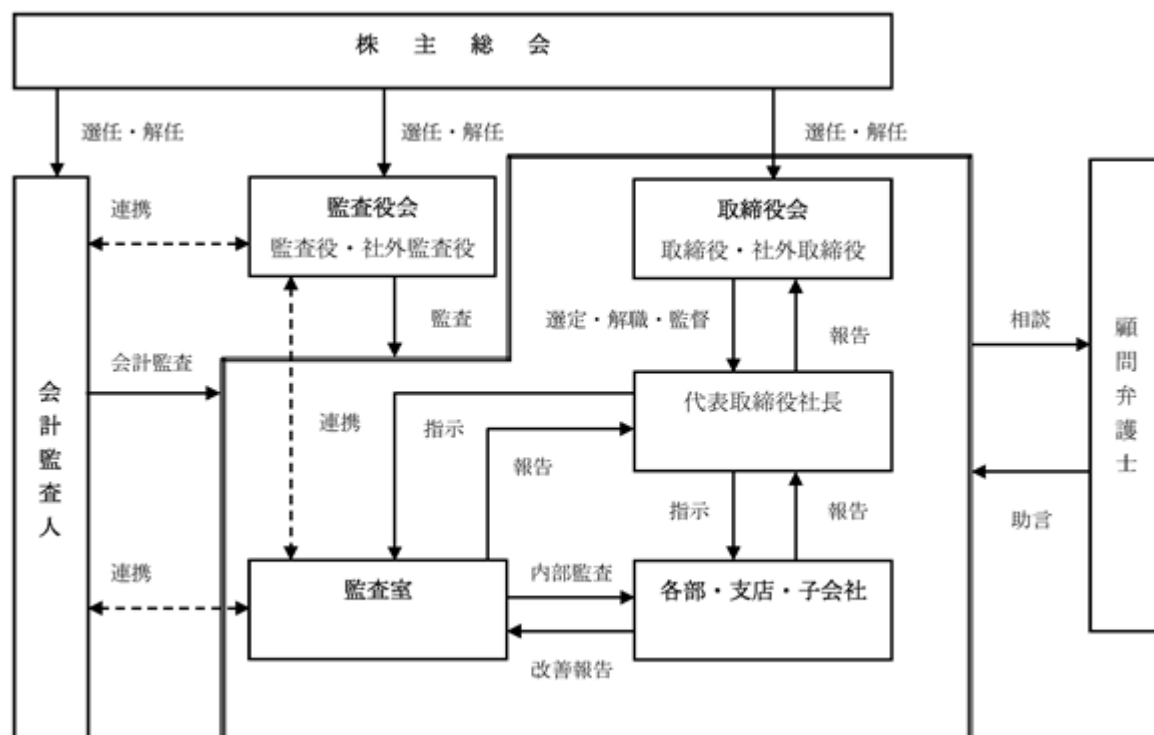 株 主 総 会
選任・解任
選任・解任
選任・解任
監査役会
監査役・社外監査役
取締役会
取締役・社外取締役
連携
監査
選定・解職・監督
報告
相談
顧問弁護士
会計監査
会計監査人
代表取締役社長
連携
指示
報告
指示
報告
助言
連携
監査室
内部監査
各部・支店・子会社
改善報告